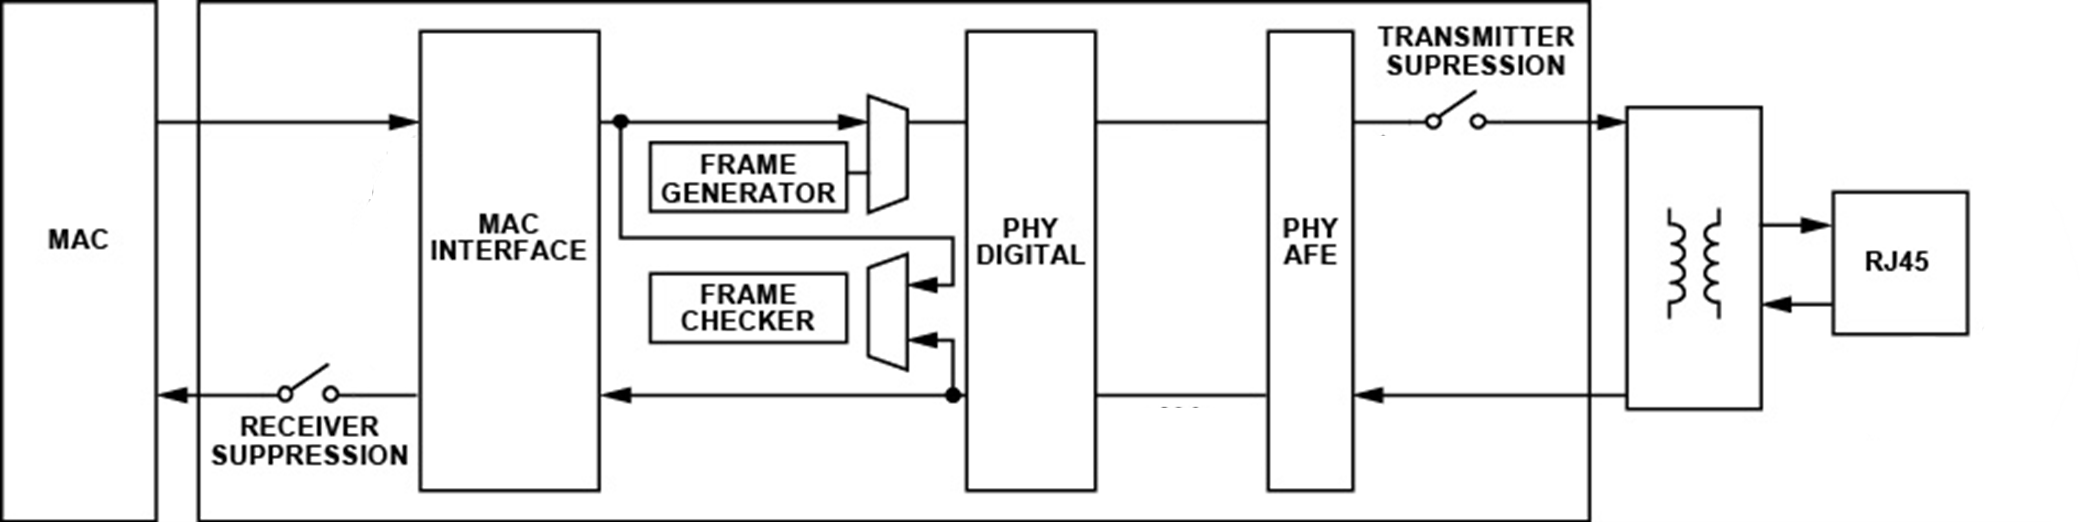 TRANSMITTER
SUPRESSION
FRAME
GENERATOR
MAC
MAC
INTERFACE
PHY
DIGITAL
PHY
AFE
RJ45
FRAME
CHECKER
RECEIVER
SUPPRESSION